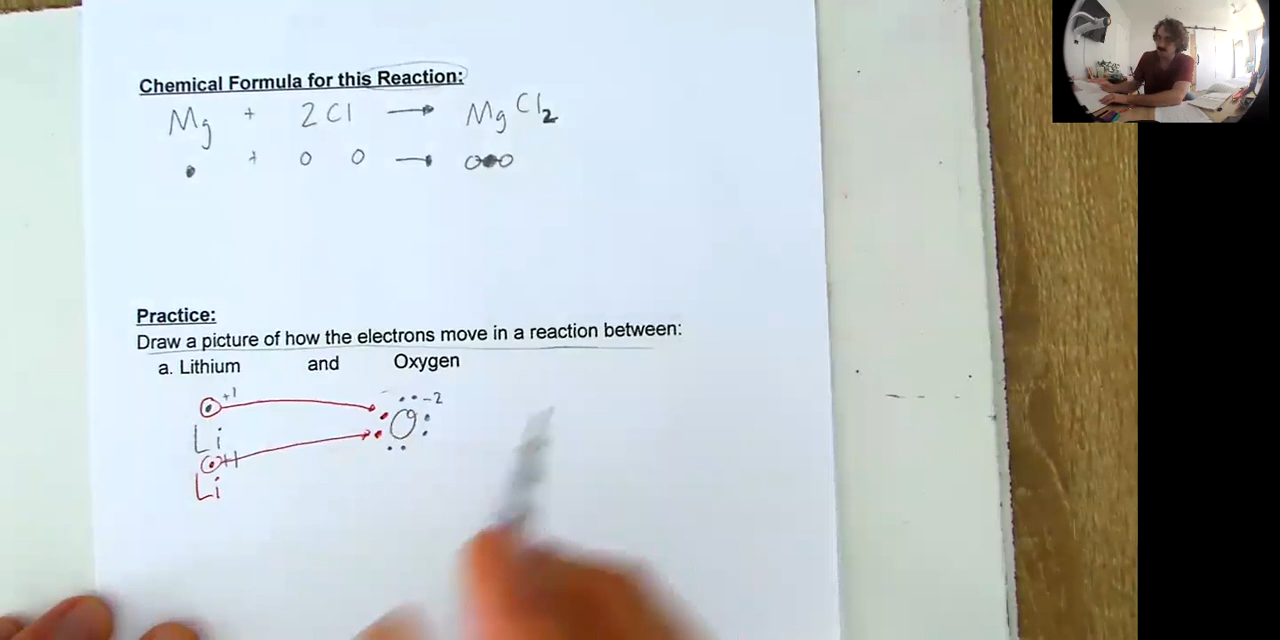 Chemical Formula for this Reaction:
Mg + 2Cl → MgCl2
+ →
Practice:
Draw a picture of how the electrons move in a reaction between:
a. Lithium and Oxygen
+1 -2
Li O
+1
Li